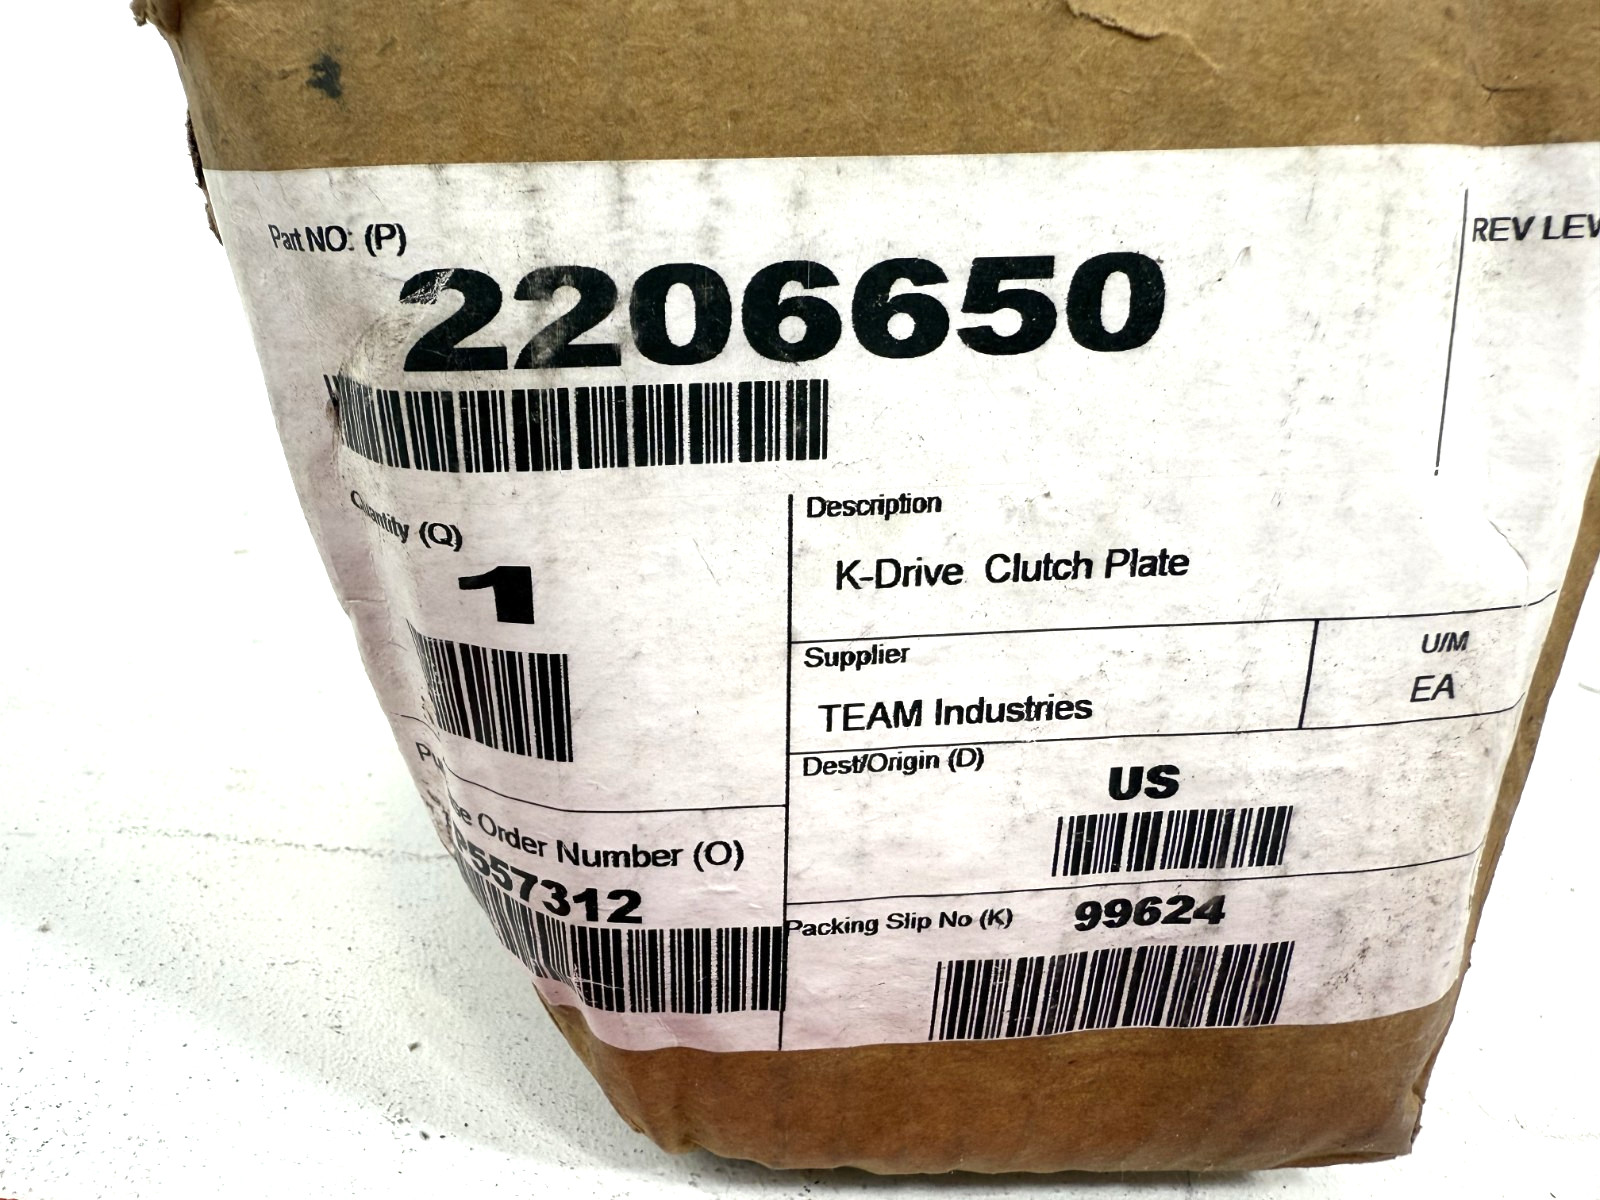 Part NO: (P)
2206650
REV LEV
Quantity (Q)
1
Description
K-Drive Clutch Plate
Supplier
TEAM Industries
U/M
EA
Dest/Origin (D)
US
Order Number (O)
Packing Slip No (K)
99624